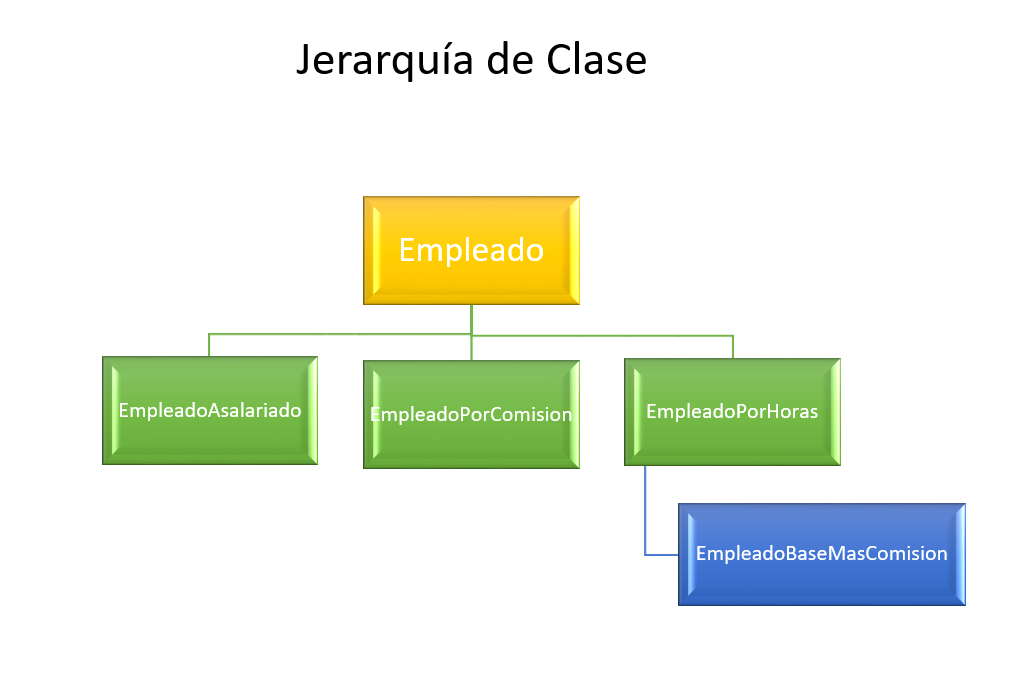 Jerarquía de Clase
Empleado
EmpleadoAsalariado
EmpleadoPorComision
EmpleadoPorHoras
EmpleadoBaseMasComision